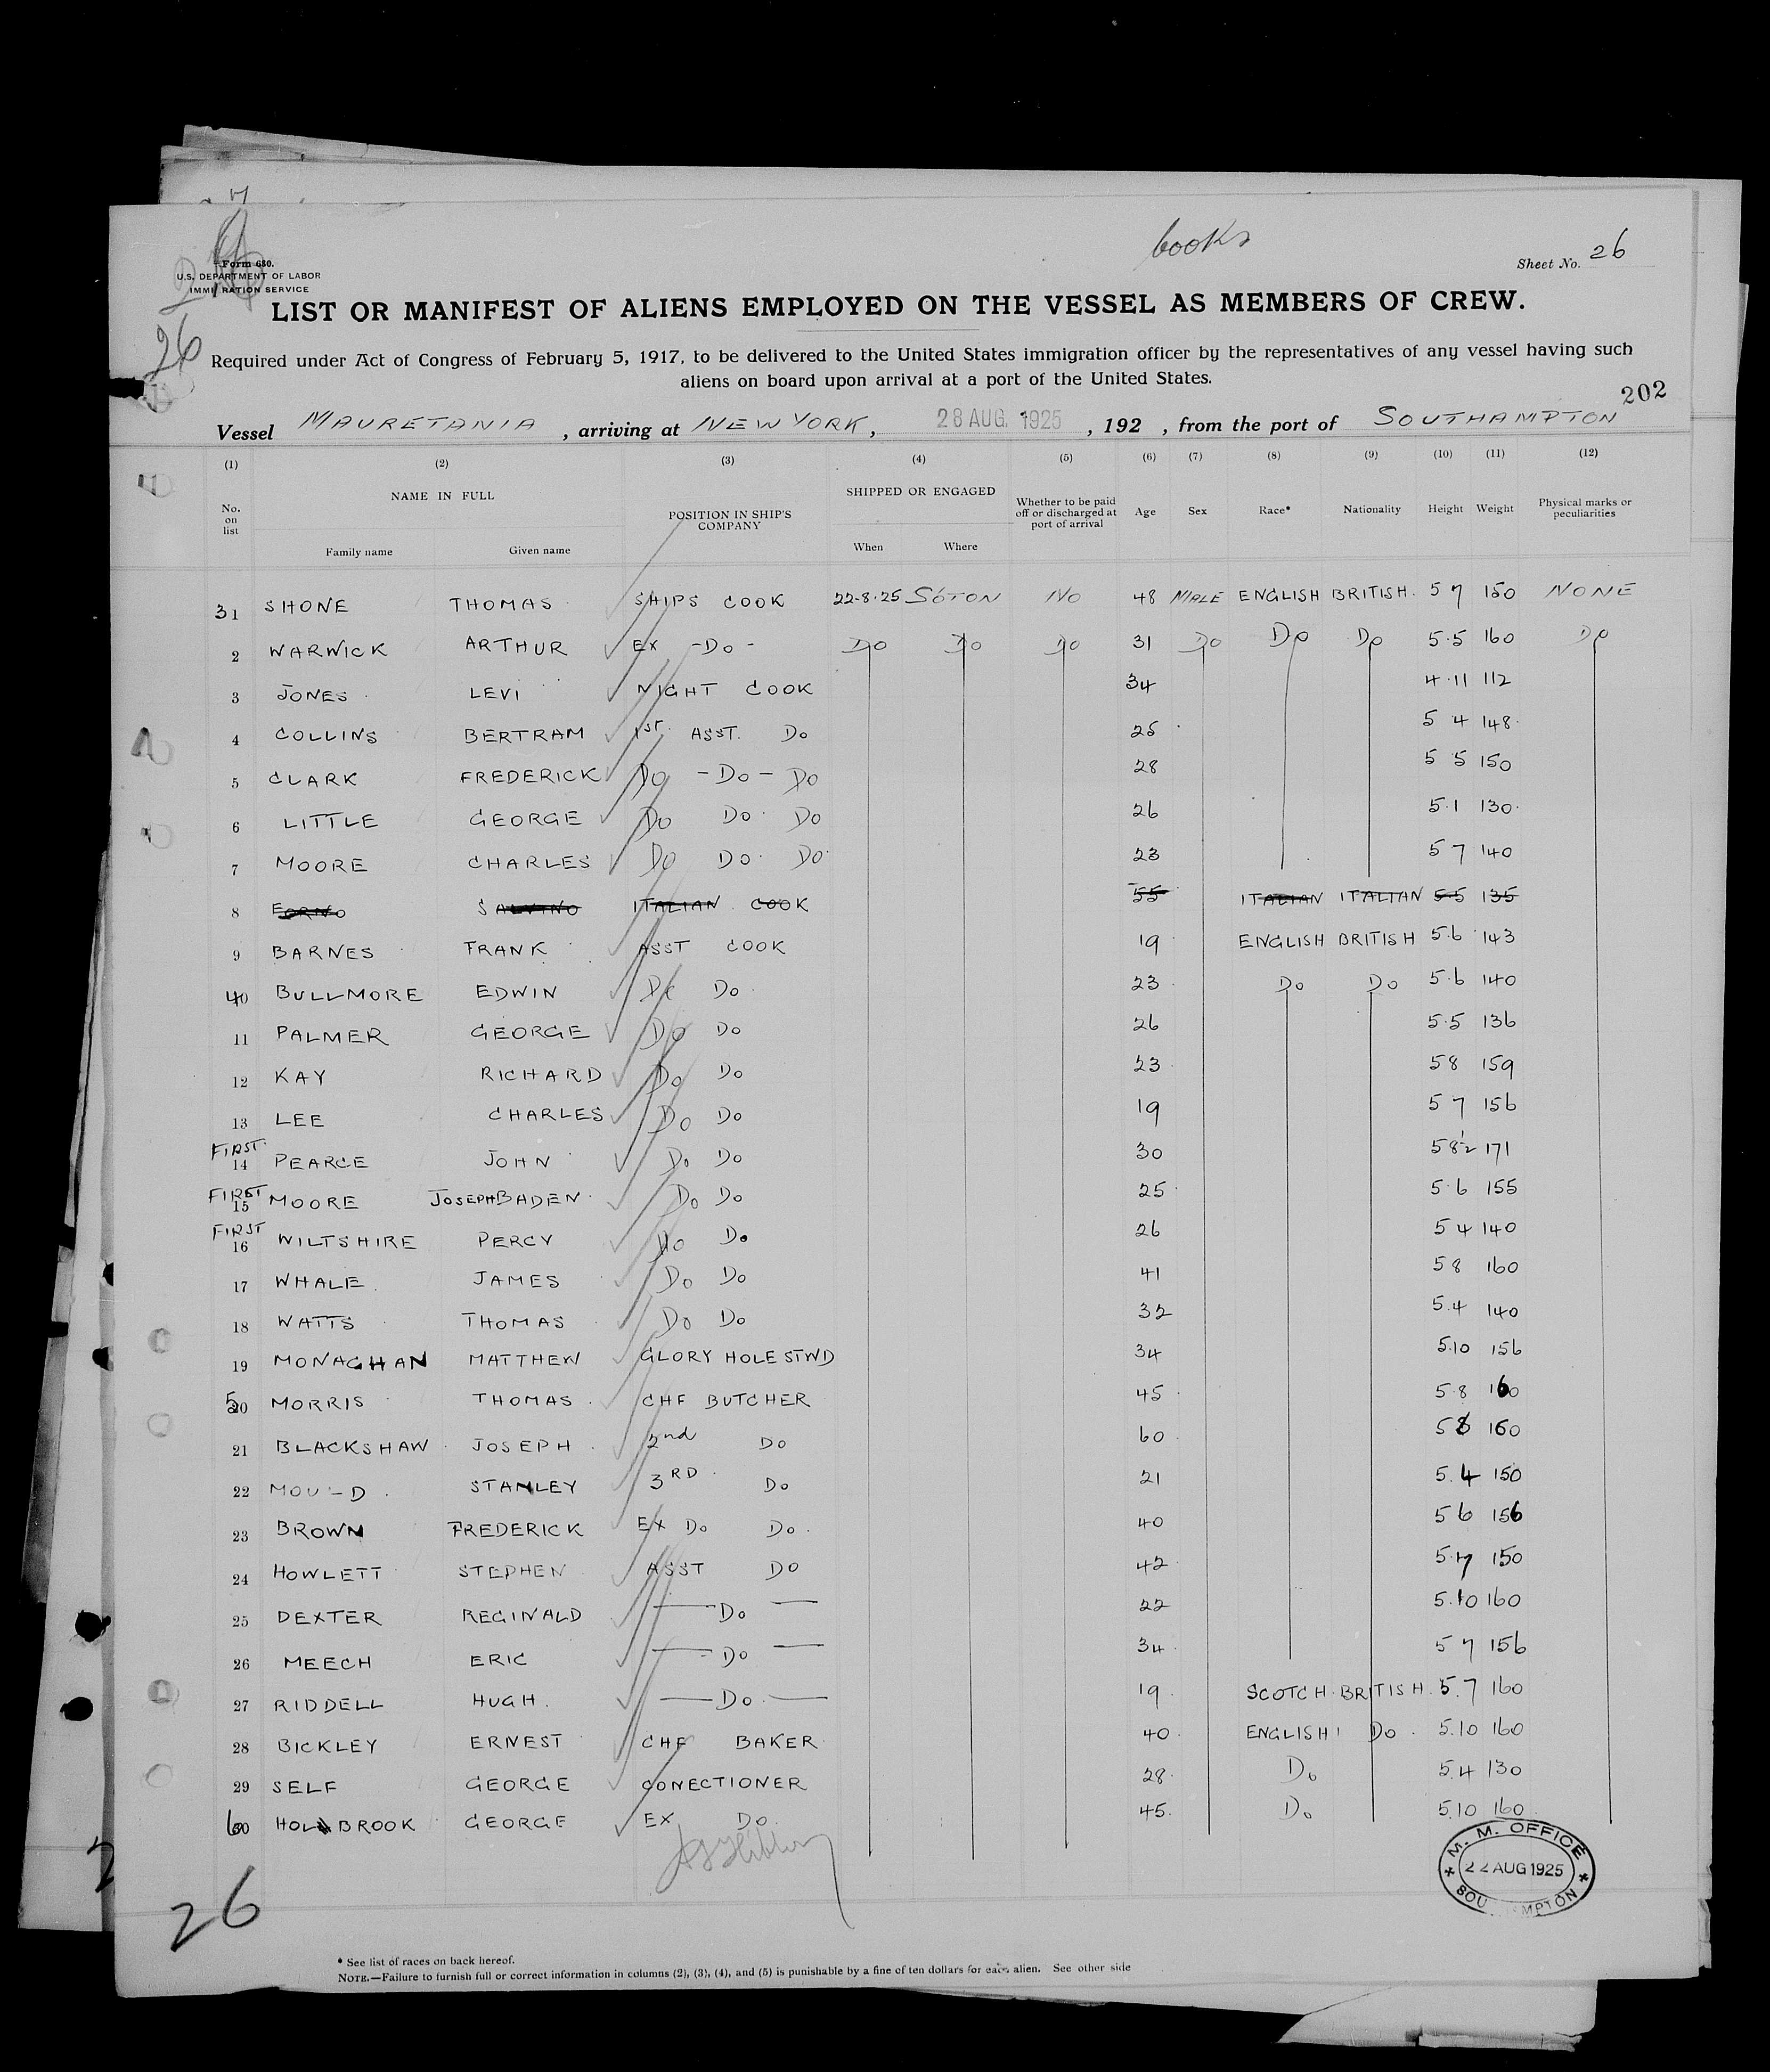 books
Sheet No. 26
Form 680.
U.S. DEPARTMENT OF LABOR
IMMIGRATION SERVICE
LIST OR MANIFEST OF ALIENS EMPLOYED ON THE VESSEL AS MEMBERS OF CREW.
26
Required under Act of Congress of February 5, 1917, to be delivered to the United States immigration officer by the representatives of any vessel having such
aliens on board upon arrival at a port of the United States.
202
Vessel MAURETANIA, arriving at NEW YORK, 28 AUG. 1925, 192 , from the port of SOUTHAMPTON
(1) (2) (3) (4) (5) (6) (7) (8) (9) (10) (11) (12)
No. on list NAME IN FULL POSITION IN SHIP'S COMPANY SHIPPED OR ENGAGED Whether to be paid off or discharged at port of arrival Age Sex Race* Nationality Height Weight Physical marks or peculiarities
Family name Given name When Where
31 SHONE THOMAS SHIPS COOK 22-8-25 SOTON NO 48 MALE ENGLISH BRITISH. 5 7 150 NONE
2 WARWICK ARTHUR EX -DO- DO DO DO 31 DO DO DO 5.5 160 DO
3 JONES LEVI NIGHT COOK 34 4.11 112
4 COLLINS BERTRAM 1ST ASST. DO 25 5 4 148
5 CLARK FREDERICK DO -DO- DO 28 5 5 150
6 LITTLE GEORGE DO DO DO 26 5.1 130
7 MOORE CHARLES DO DO DO 23 5 7 140
8 FORNO SALVINO ITALIAN COOK 55 ITALIAN ITALIAN 5.5 135
9 BARNES FRANK ASST COOK 19 ENGLISH BRITISH 5.6 143
40 BULLMORE EDWIN DO DO 23 DO DO 5.6 140
11 PALMER GEORGE DO DO 26 5.5 136
12 KAY RICHARD DO DO 23 5 8 159
13 LEE CHARLES DO DO 19 5 7 156
FIRST 14 PEARCE JOHN DO DO 30 5 8½ 171
FIRST 15 MOORE JOSEPH BADEN DO DO 25 5.6 155
FIRST 16 WILTSHIRE PERCY DO DO 26 5 4 140
17 WHALE JAMES DO DO 41 5 8 160
18 WATTS THOMAS DO DO 32 5.4 140
19 MONAGHAN MATTHEW GLORY HOLE STWD 34 5.10 156
50 MORRIS THOMAS CHF BUTCHER 45 5.8 160
21 BLACKSHAW JOSEPH 2nd DO 60 5 8 160
22 MOULD STANLEY 3RD DO 21 5.4 150
23 BROWN FREDERICK EX DO DO 40 5 6 156
24 HOWLETT STEPHEN ASST DO 42 5.7 150
25 DEXTER REGINALD — DO — 22 5.10 160
26 MEECH ERIC — DO — 34 5 7 156
27 RIDDELL HUGH — DO — 19 SCOTCH BRITISH 5.7 160
28 BICKLEY ERNEST CHF BAKER 40 ENGLISH DO 5.10 160
29 SELF GEORGE CONECTIONER 28 DO 5.4 130
60 HOLBROOK GEORGE EX DO 45 DO 5.10 160
M. M. OFFICE
22 AUG 1925
SOUTHAMPTON
26
* See list of races on back hereof.
NOTE.—Failure to furnish full or correct information in columns (2), (3), (4), and (5) is punishable by a fine of ten dollars for each alien. See other side